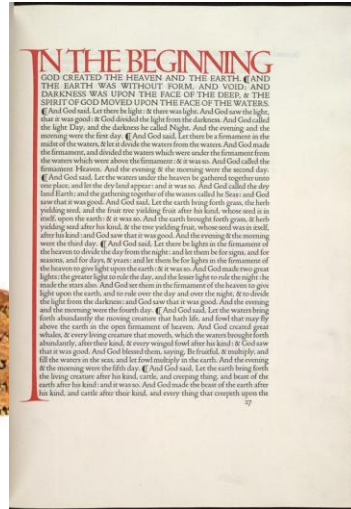 IN THE BEGINNING
GOD CREATED THE HEAVEN AND THE EARTH. ¶ AND
THE EARTH WAS WITHOUT FORM, AND VOID; AND
DARKNESS WAS UPON THE FACE OF THE DEEP, & THE
SPIRIT OF GOD MOVED UPON THE FACE OF THE WATERS.
¶ And God said, Let there be light: & there was light. And God saw the light,
that it was good: & God divided the light from the darkness. And God called
the light Day, and the darkness he called Night. And the evening and the
morning were the first day. ¶ And God said, Let there be a firmament in the
midst of the waters, & let it divide the waters from the waters. And God made
the firmament, and divided the waters which were under the firmament from
the waters which were above the firmament: & it was so. And God called the
firmament Heaven. And the evening & the morning were the second day.
¶ And God said, Let the waters under the heaven be gathered together unto
one place, and let the dry land appear: and it was so. And God called the dry
land Earth; and the gathering together of the waters called he Seas: and God
saw that it was good. And God said, Let the earth bring forth grass, the herb
yielding seed, and the fruit tree yielding fruit after his kind, whose seed is in
itself, upon the earth: & it was so. And the earth brought forth grass, & herb
yielding seed after his kind, & the tree yielding fruit, whose seed was in itself,
after his kind: and God saw that it was good. And the evening & the morning
were the third day. ¶ And God said, Let there be lights in the firmament of
the heaven to divide the day from the night; and let them be for signs, and for
seasons, and for days, & years: and let them be for lights in the firmament of
the heaven to give light upon the earth: & it was so. And God made two great
lights; the greater light to rule the day, and the lesser light to rule the night: he
made the stars also. And God set them in the firmament of the heaven to give
light upon the earth, and to rule over the day and over the night, & to divide
the light from the darkness: and God saw that it was good. And the evening
and the morning were the fourth day. ¶ And God said, Let the waters bring
forth abundantly the moving creature that hath life, and fowl that may fly
above the earth in the open firmament of heaven. And God created great
whales, & every living creature that moveth, which the waters brought forth
abundantly, after their kind, & every winged fowl after his kind: & God saw
that it was good. And God blessed them, saying, Be fruitful, & multiply, and
fill the waters in the seas, and let fowl multiply in the earth. And the evening
& the morning were the fifth day. ¶ And God said, Let the earth bring forth
the living creature after his kind, cattle, and creeping thing, and beast of the
earth after his kind: and it was so. And God made the beast of the earth after
his kind, and cattle after their kind, and every thing that creepeth upon the
27